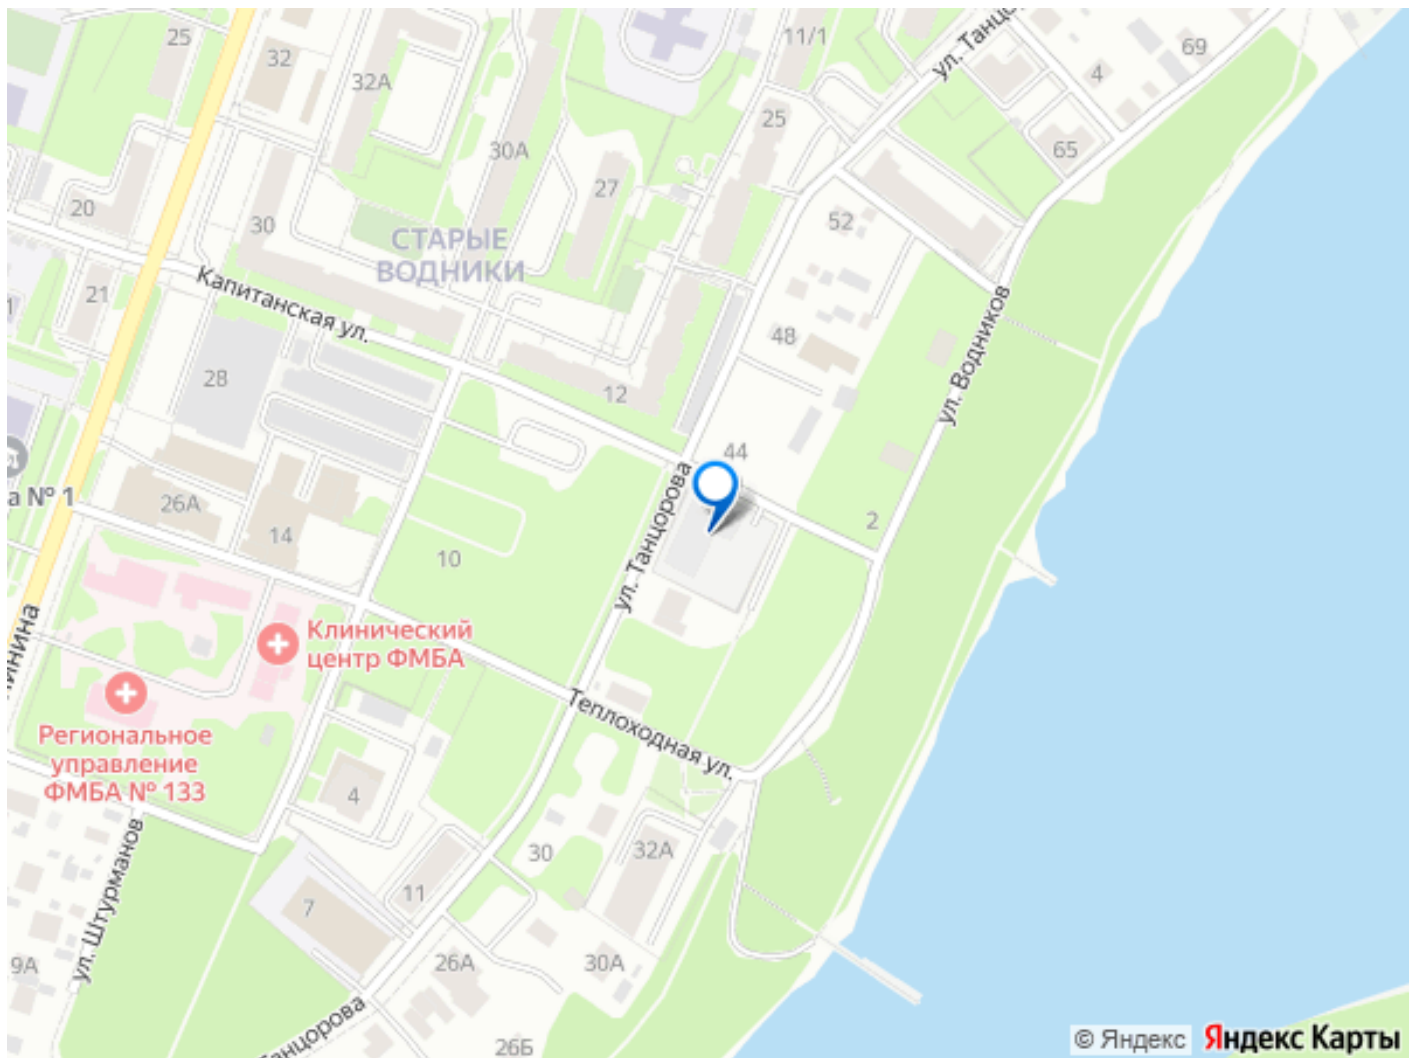 25
32
32А
11/1
ул. Танцо
69
4
25
30А
65
27
20
30
52
СТАРЫЕ
ВОДНИКИ
21
Капитанская ул.
1
48
ул. Водников
28
12
44
а № 1
26А
ул. Танцорова
2
14
10
линина
Клинический
центр ФМБА
Региональное
управление
ФМБА № 133
Теплоходная ул.
4
ул. Штурманов
30
32А
11
7
9А
26А
30А
Танцорова
26Б
© Яндекс Яндекс Карты